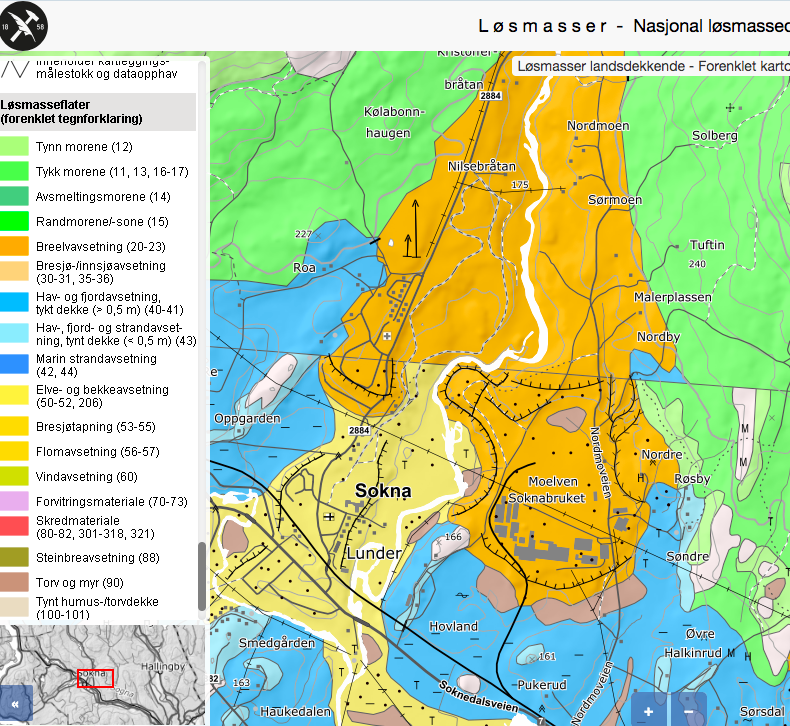 18 58
Løsmasser - Nasjonal løsmassed
Løsmasser landsdekkende - Forenklet karto
inneholder kartleggings-
målestokk og dataopphav
Løsmasseflater
(forenklet tegnforklaring)
Tynn morene (12)
Tykk morene (11, 13, 16-17)
Avsmeltingsmorene (14)
Randmorene/-sone (15)
Breelvavsetning (20-23)
Bresjø-/innsjøavsetning
(30-31, 35-36)
Hav- og fjordavsetning,
tykt dekke (> 0,5 m) (40-41)
Hav-, fjord- og strandavset-
ning, tynt dekke (< 0,5 m) (43)
Marin strandavsetning
(42, 44)
Elve- og bekkeavsetning
(50-52, 206)
Bresjøtapning (53-55)
Flomavsetning (56-57)
Vindavsetning (60)
Forvitringsmateriale (70-73)
Skredmateriale
(80-82, 301-318, 321)
Steinbreavsetning (88)
Torv og myr (90)
Tynt humus-/torvdekke
(100-101)
Sokna
Hallingby
«
Kristoffer-
bråtan
2884
Kølabonn-
haugen
Nordmoen
Solberg
Nilsebråtan
175
Sørmoen
227
Roa
Tuftin
240
Malerplassen
Nordby
Oppgarden
2884
T
M
M
Nordmoveien
Nordre
Røsby
H
Moelven
Soknabruket
Sokna
166
Lunder
Søndre
T
Hovland
Smedgården
Øvre
Halkinrud
M
H
161
163
Pukerud
Soknedalsveien
Nordmoveien
Haukedalen
7
+
−
Sørsdal